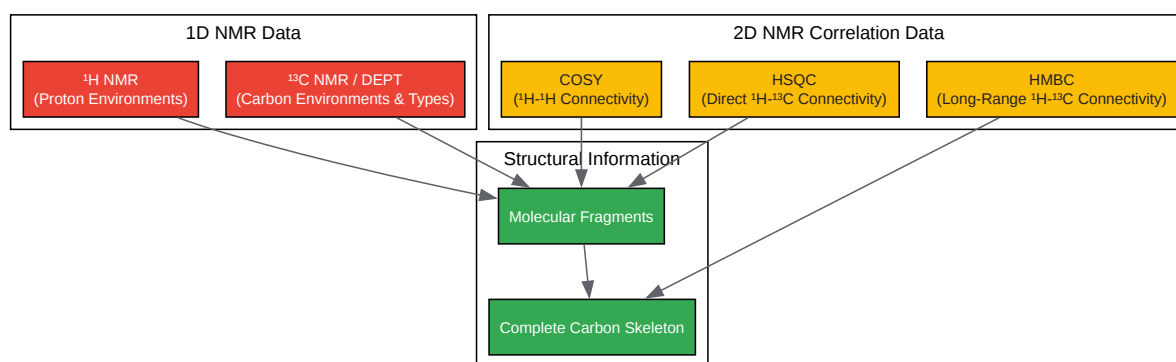 1D NMR Data
2D NMR Correlation Data
¹H NMR
(Proton Environments)
¹³C NMR / DEPT
(Carbon Environments & Types)
COSY
(¹H-¹H Connectivity)
HSQC
(Direct ¹H-¹³C Connectivity)
HMBC
(Long-Range ¹H-¹³C Connectivity)
Structural Information
Molecular Fragments
Complete Carbon Skeleton